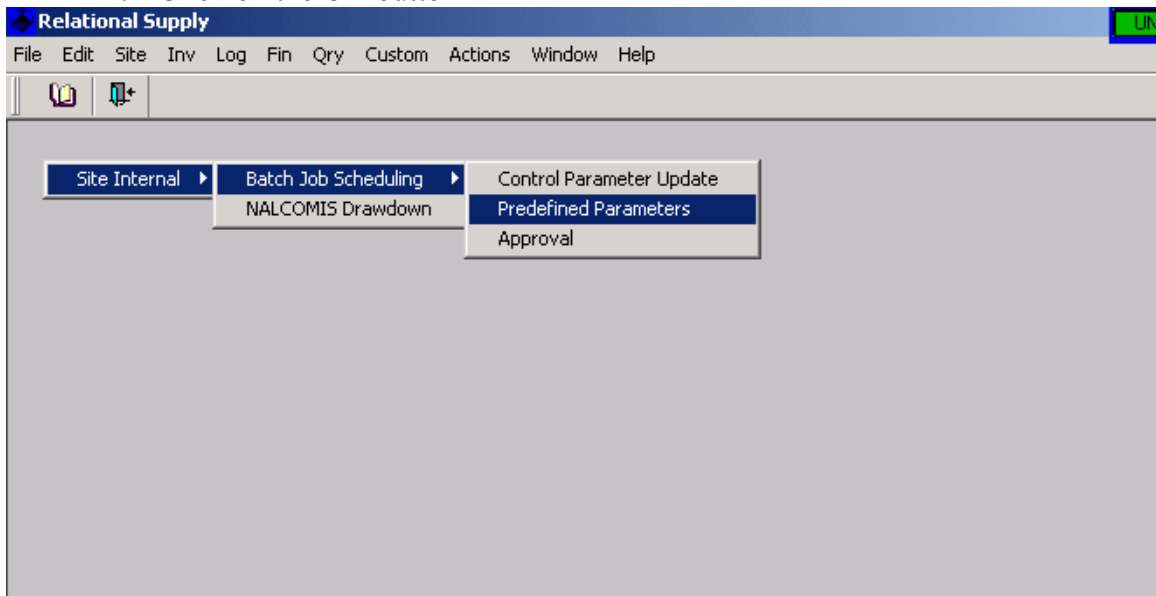 Relational Supply
UN
File Edit Site Inv Log Fin Qry Custom Actions Window Help
Site Internal Batch Job Scheduling Control Parameter Update
NALCOMIS Drawdown Predefined Parameters
Approval